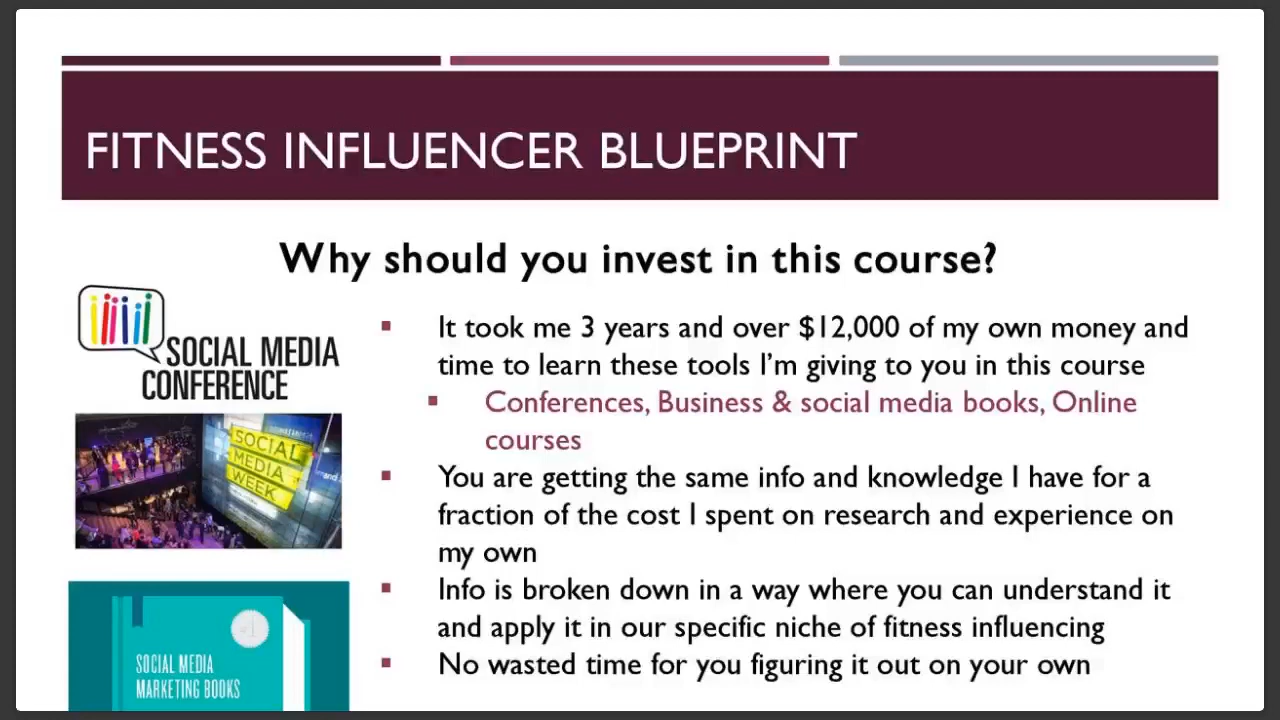 FITNESS INFLUENCER BLUEPRINT
Why should you invest in this course?
SOCIAL MEDIA
CONFERENCE
SOCIAL
MEDIA
WEEK
#1
SOCIAL MEDIA
MARKETING BOOKS
▪ It took me 3 years and over $12,000 of my own money and
time to learn these tools I'm giving to you in this course
▪ Conferences, Business & social media books, Online
courses
▪ You are getting the same info and knowledge I have for a
fraction of the cost I spent on research and experience on
my own
▪ Info is broken down in a way where you can understand it
and apply it in our specific niche of fitness influencing
▪ No wasted time for you figuring it out on your own